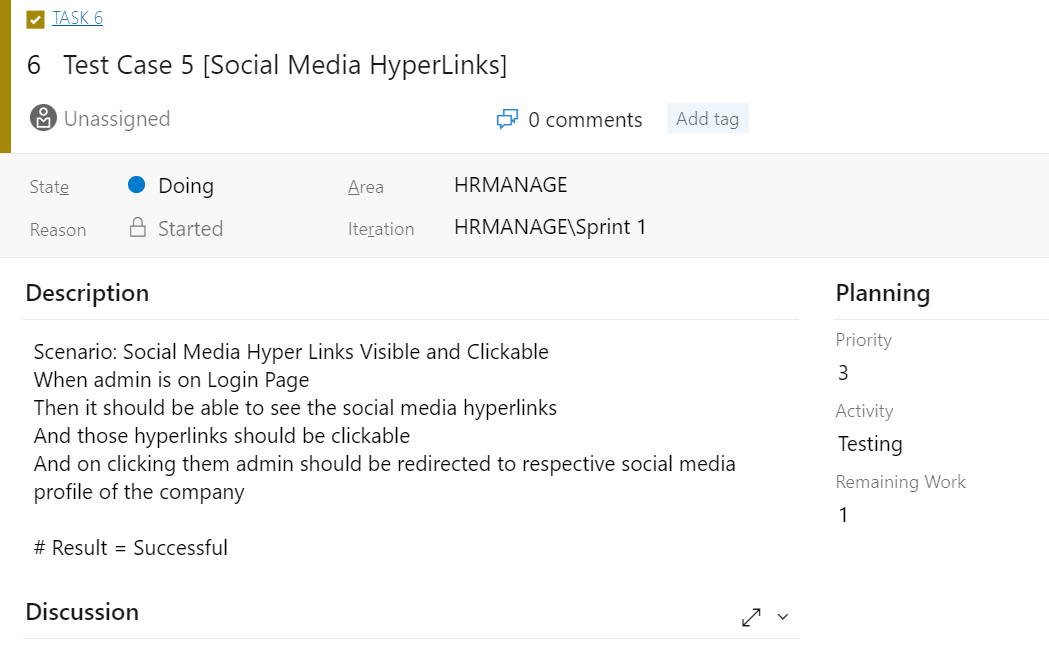 TASK 6
6 Test Case 5 [Social Media HyperLinks]
Unassigned
0 comments
Add tag
State
Doing
Area
HRMANAGE
Reason
Started
Iteration
HRMANAGE\Sprint 1
Description
Scenario: Social Media Hyper Links Visible and Clickable
When admin is on Login Page
Then it should be able to see the social media hyperlinks
And those hyperlinks should be clickable
And on clicking them admin should be redirected to respective social media
profile of the company
# Result = Successful
Discussion
Planning
Priority
3
Activity
Testing
Remaining Work
1